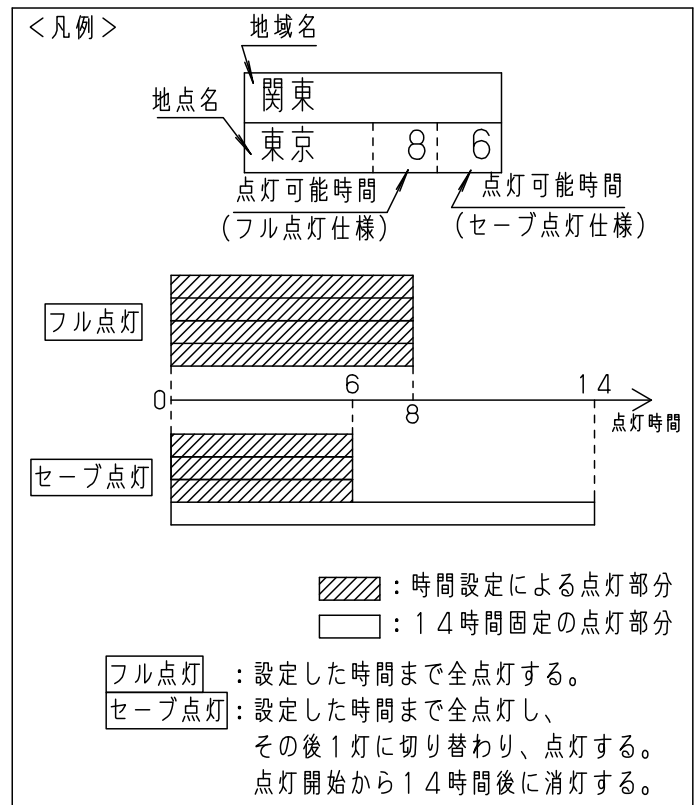 ＜凡例＞
地域名
関東
地点名
東京 8 6
点灯可能時間
(フル点灯仕様)
点灯可能時間
(セーブ点灯仕様)
フル点灯
0 6 8 14
点灯時間
セーブ点灯
：時間設定による点灯部分
：１４時間固定の点灯部分
フル点灯 ：設定した時間まで全点灯する。
セーブ点灯：設定した時間まで全点灯し、
その後１灯に切り替わり、点灯する。
点灯開始から１４時間後に消灯する。